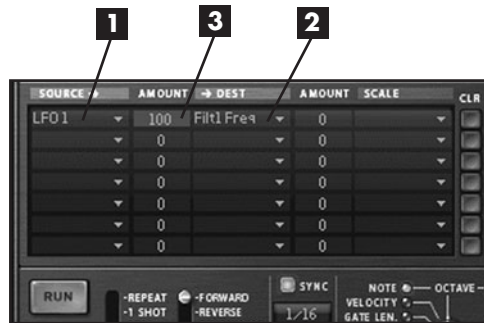 1 3 2
SOURCE → AMOUNT → DEST AMOUNT SCALE CLR
LFO 1 100 Filt1 Freq 0
0 0
0 0
0 0
0 0
0 0
0 0
RUN
-REPEAT -FORWARD SYNC NOTE OCTAVE
-1 SHOT -REVERSE 1/16 VELOCITY
GATE LEN.